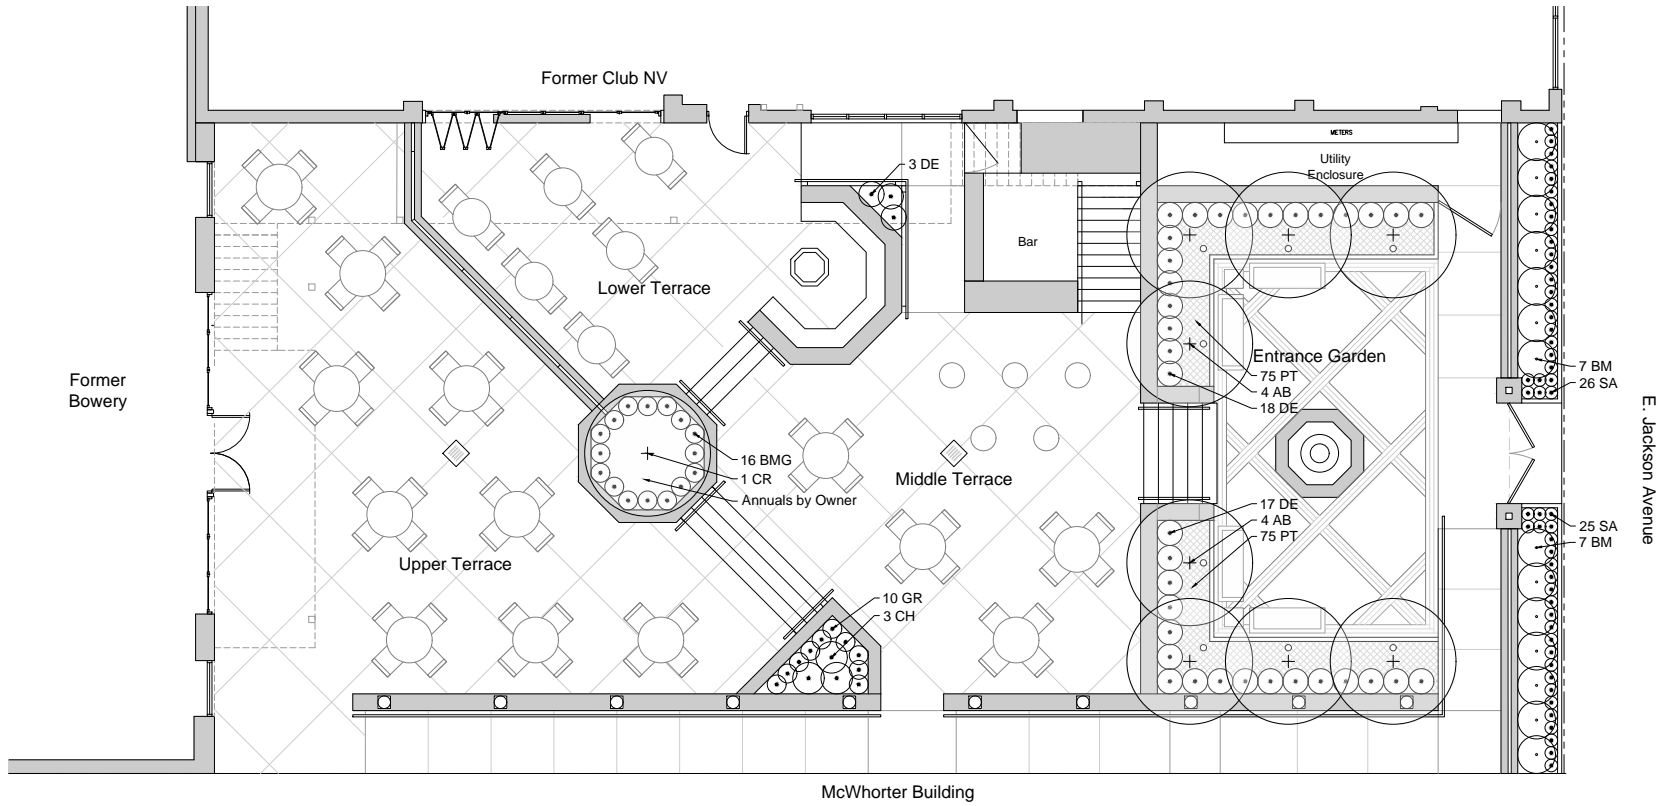 Former Club NV
METERS
Utility
Enclosure
3 DE
Bar
Lower Terrace
Entrance Garden
75 PT
4 AB
18 DE
7 BM
26 SA
Former
Bowery
E. Jackson Avenue
16 BMG
1 CR
Annuals by Owner
Middle Terrace
17 DE
4 AB
75 PT
25 SA
7 BM
Upper Terrace
10 GR
3 CH
McWhorter Building